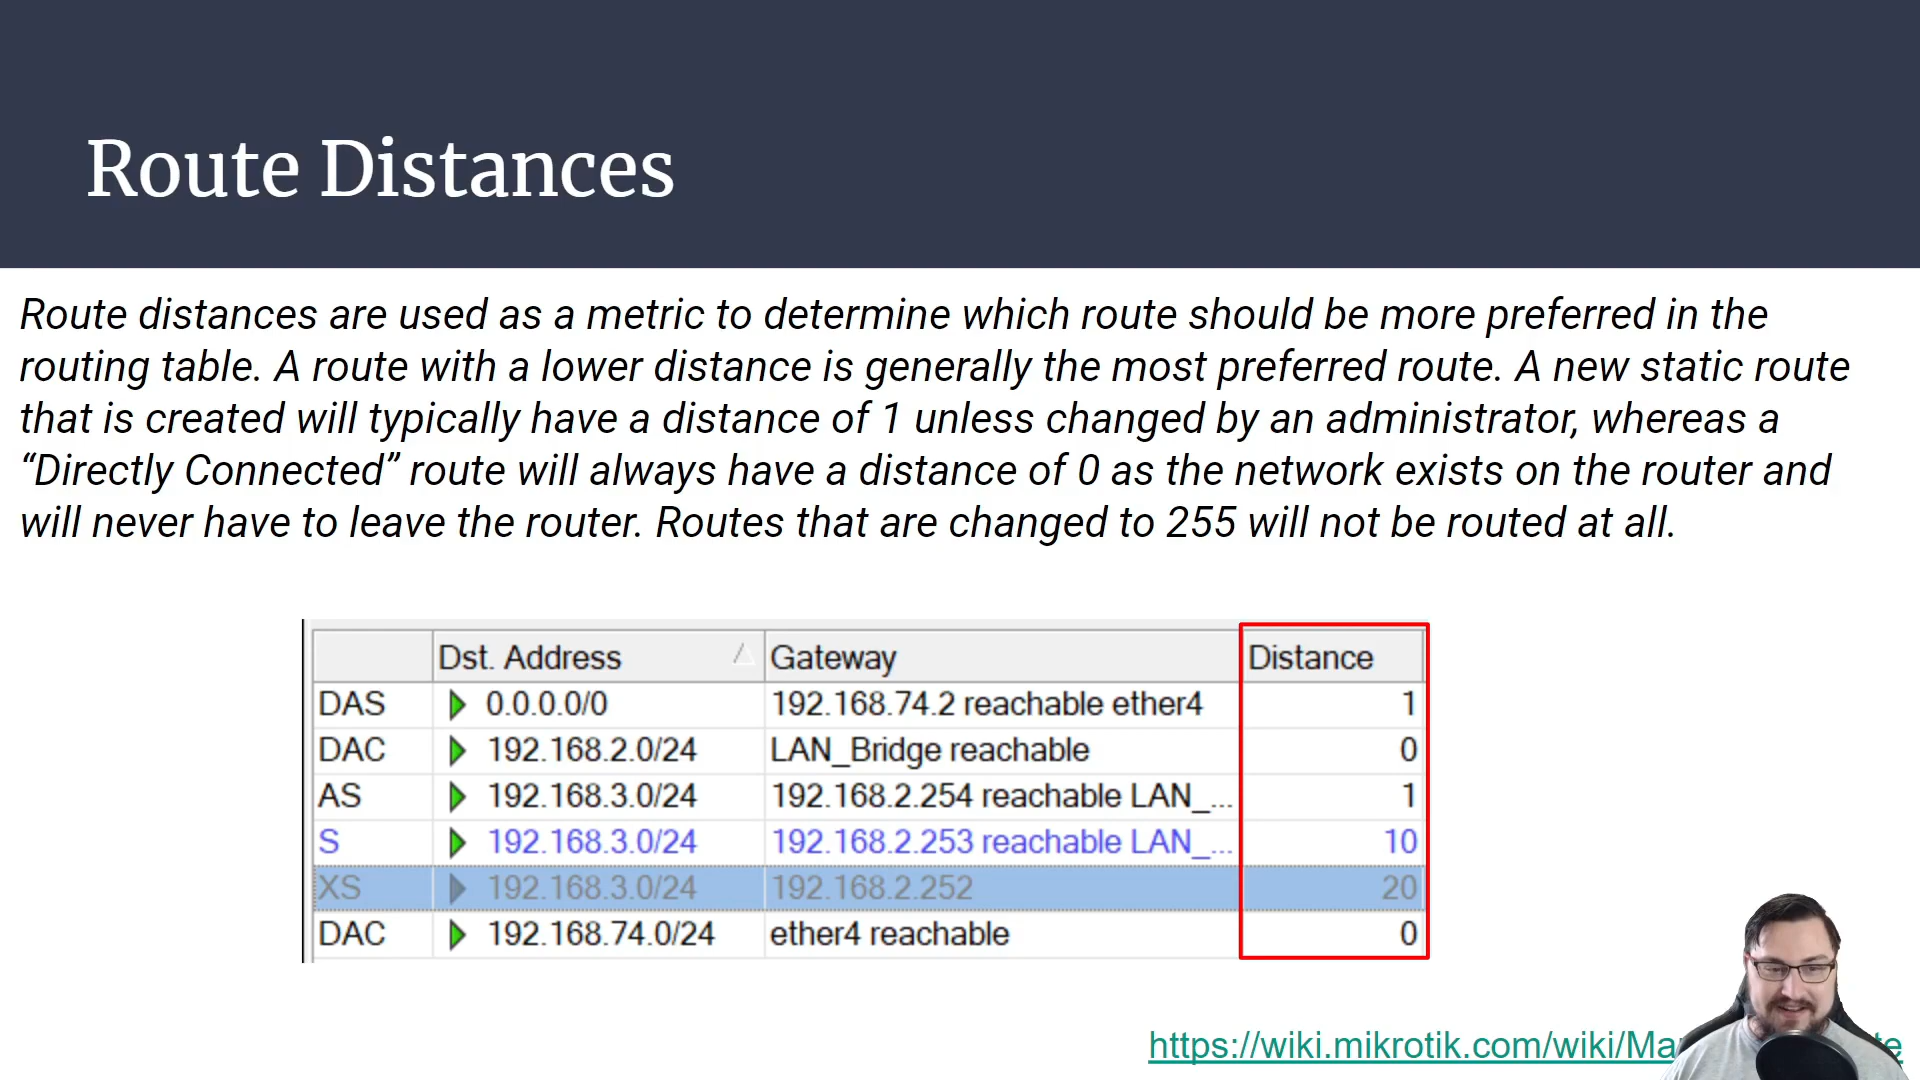 Route Distances
Route distances are used as a metric to determine which route should be more preferred in the
routing table. A route with a lower distance is generally the most preferred route. A new static route
that is created will typically have a distance of 1 unless changed by an administrator, whereas a
“Directly Connected” route will always have a distance of 0 as the network exists on the router and
will never have to leave the router. Routes that are changed to 255 will not be routed at all.
Dst. Address Gateway Distance
DAS 0.0.0.0/0 192.168.74.2 reachable ether4 1
DAC 192.168.2.0/24 LAN_Bridge reachable 0
AS 192.168.3.0/24 192.168.2.254 reachable LAN_... 1
S 192.168.3.0/24 192.168.2.253 reachable LAN_... 10
XS 192.168.3.0/24 192.168.2.252 20
DAC 192.168.74.0/24 ether4 reachable 0
https://wiki.mikrotik.com/wiki/Ma